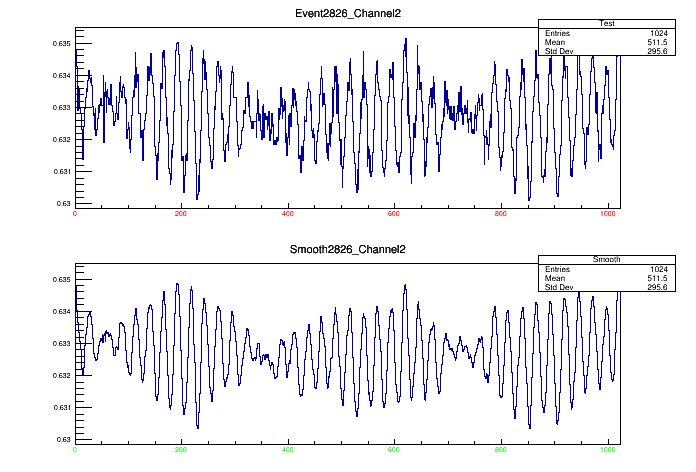 Event2826_Channel2
Test
Entries 1024
Mean 511.5
Std Dev 295.6
0.635
0.634
0.633
0.632
0.631
0.63
0 200 400 600 800 1000
Smooth2826_Channel2
Smooth
Entries 1024
Mean 511.5
Std Dev 295.6
0.635
0.634
0.633
0.632
0.631
0.63
0 200 400 600 800 1000